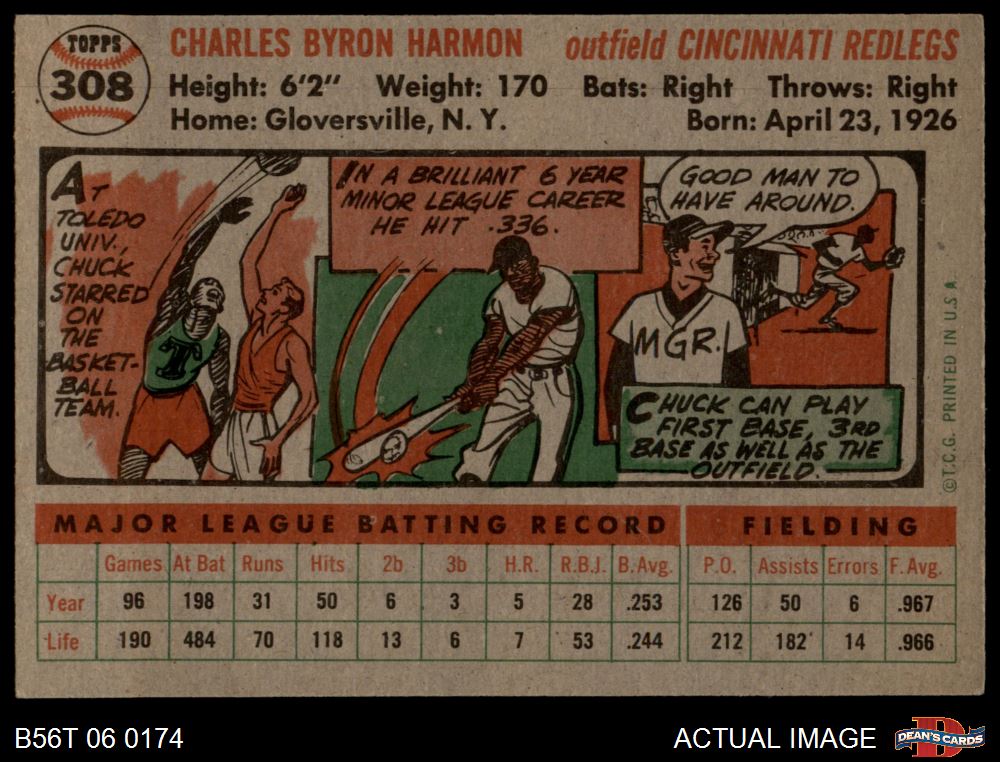 TOPPS
308
CHARLES BYRON HARMON outfield CINCINNATI REDLEGS
Height: 6'2" Weight: 170 Bats: Right Throws: Right
Home: Gloversville, N. Y. Born: April 23, 1926
AT
TOLEDO
UNIV.,
CHUCK
STARRED
ON
THE
BASKET-
BALL
TEAM.
T
IN A BRILLIANT 6 YEAR
MINOR LEAGUE CAREER
HE HIT .336.
GOOD MAN TO
HAVE AROUND.
MGR.
CHUCK CAN PLAY
FIRST BASE, 3RD
BASE AS WELL AS THE
OUTFIELD.
©T.C.G. PRINTED IN U.S.A.
MAJOR LEAGUE BATTING RECORD FIELDING
Games At Bat Runs Hits 2b 3b H.R. R.B.I. B.Avg. P.O. Assists Errors F.Avg.
Year 96 198 31 50 6 3 5 28 .253 126 50 6 .967
Life 190 484 70 118 13 6 7 53 .244 212 182 14 .966
B56T 06 0174 ACTUAL IMAGE DEAN'S CARDS